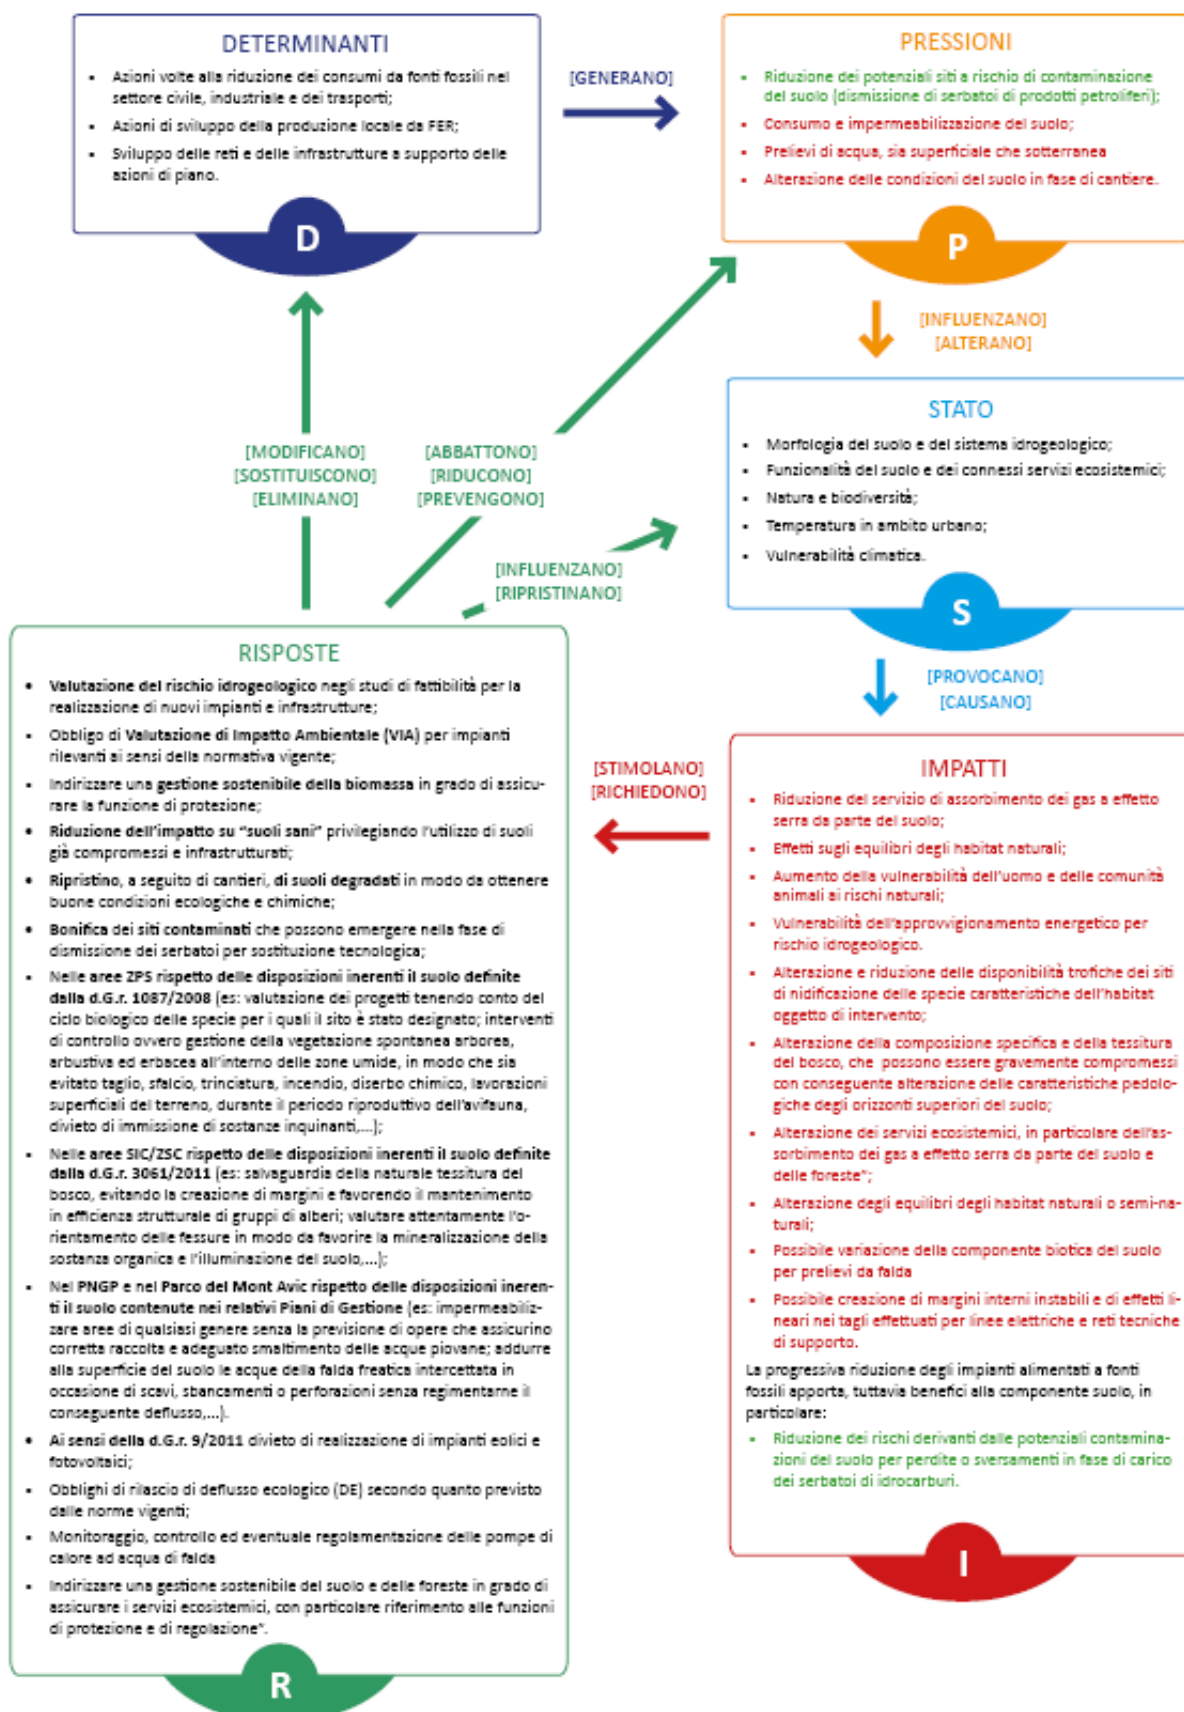 DETERMINANTI
▪ Azioni volte alla riduzione dei consumi da fonti fossili nel
settore civile, industriale e dei trasporti;
▪ Azioni di sviluppo della produzione locale da FER;
▪ Sviluppo delle reti e delle infrastrutture a supporto delle
azioni di piano.
D
[GENERANO]
PRESSIONI
▪ Riduzione dei potenziali siti a rischio di contaminazione
del suolo (dismissione di serbatoi di prodotti petroliferi);
▪ Consumo e impermeabilizzazione del suolo;
▪ Prelievi di acqua, sia superficiale che sotterranea
▪ Alterazione delle condizioni del suolo in fase di cantiere.
P
[INFLUENZANO]
[ALTERANO]
STATO
▪ Morfologia del suolo e del sistema idrogeologico;
▪ Funzionalità del suolo e dei connessi servizi ecosistemici;
▪ Natura e biodiversità;
▪ Temperatura in ambito urbano;
▪ Vulnerabilità climatica.
S
[MODIFICANO]
[SOSTITUISCONO]
[ELIMINANO]
[ABBATTONO]
[RIDUCONO]
[PREVENGONO]
[INFLUENZANO]
[RIPRISTINANO]
[PROVOCANO]
[CAUSANO]
[STIMOLANO]
[RICHIEDONO]
RISPOSTE
• Valutazione del rischio idrogeologico negli studi di fattibilità per la
realizzazione di nuovi impianti e infrastrutture;
▪ Obbligo di Valutazione di Impatto Ambientale (VIA) per impianti
rilevanti ai sensi della normativa vigente;
▪ Indirizzare una gestione sostenibile della biomassa in grado di assicu-
rare la funzione di protezione;
• Riduzione dell'impatto su "suoli sani" privilegiando l'utilizzo di suoli
già compromessi e infrastrutturati;
• Ripristino, a seguito di cantieri, di suoli degradati in modo da ottenere
buone condizioni ecologiche e chimiche;
• Bonifica dei siti contaminati che possono emergere nella fase di
dismissione dei serbatoi per sostituzione tecnologica;
▪ Nelle aree ZPS rispetto delle disposizioni inerenti il suolo definite
dalla d.G.r. 1087/2008 (es: valutazione dei progetti tenendo conto del
ciclo biologico delle specie per i quali il sito è stato designato; interventi
di controllo ovvero gestione della vegetazione spontanea arborea,
arbustiva ed erbacea all'interno delle zone umide, in modo che sia
evitato taglio, sfalcio, trinciatura, incendio, diserbo chimico, lavorazioni
superficiali del terreno, durante il periodo riproduttivo dell'avifauna,
divieto di immissione di sostanze inquinanti,...);
▪ Nelle aree SIC/ZSC rispetto delle disposizioni inerenti il suolo definite
dalla d.G.r. 3061/2011 (es: salvaguardia della naturale tessitura del
bosco, evitando la creazione di margini e favorendo il mantenimento
in efficienza strutturale di gruppi di alberi; valutare attentamente l'o-
rientamento delle fessure in modo da favorire la mineralizzazione della
sostanza organica e l'illuminazione del suolo,...);
▪ Nel PNGP e nel Parco del Mont Avic rispetto delle disposizioni ineren-
ti il suolo contenute nei relativi Piani di Gestione (es: impermeabiliz-
zare aree di qualsiasi genere senza la previsione di opere che assicurino
corretta raccolta e adeguato smaltimento delle acque piovane; addurre
alla superficie del suolo le acque della falda freatica intercettata in
occasione di scavi, sbancamenti o perforazioni senza regimentarne il
conseguente deflusso,...).
• Ai sensi della d.G.r. 9/2011 divieto di realizzazione di impianti eolici e
fotovoltaici;
▪ Obblighi di rilascio di deflusso ecologico (DE) secondo quanto previsto
dalle norme vigenti;
▪ Monitoraggio, controllo ed eventuale regolamentazione delle pompe di
calore ad acqua di falda
▪ Indirizzare una gestione sostenibile del suolo e delle foreste in grado di
assicurare i servizi ecosistemici, con particolare riferimento alle funzioni
di protezione e di regolazione".
R
IMPATTI
▪ Riduzione del servizio di assorbimento dei gas a effetto
serra da parte del suolo;
▪ Effetti sugli equilibri degli habitat naturali;
▪ Aumento della vulnerabilità dell'uomo e delle comunità
animali ai rischi naturali;
▪ Vulnerabilità dell'approvvigionamento energetico per
rischio idrogeologico.
▪ Alterazione e riduzione delle disponibilità trofiche dei siti
di nidificazione delle specie caratteristiche dell'habitat
oggetto di intervento;
▪ Alterazione della composizione specifica e della tessitura
del bosco, che possono essere gravemente compromessi
con conseguente alterazione delle caratteristiche pedolo-
giche degli orizzonti superiori del suolo;
▪ Alterazione dei servizi ecosistemici, in particolare dell'as-
sorbimento dei gas a effetto serra da parte del suolo e
delle foreste";
▪ Alterazione degli equilibri degli habitat naturali o semi-na-
turali;
▪ Possibile variazione della componente biotica del suolo
per prelievi da falda
▪ Possibile creazione di margini interni instabili e di effetti li-
neari nei tagli effettuati per linee elettriche e reti tecniche
di supporto.
La progressiva riduzione degli impianti alimentati a fonti
fossili apporta, tuttavia benefici alla componente suolo, in
particolare:
▪ Riduzione dei rischi derivanti dalle potenziali contamina-
zioni del suolo per perdite o sversamenti in fase di carico
dei serbatoi di idrocarburi.
I